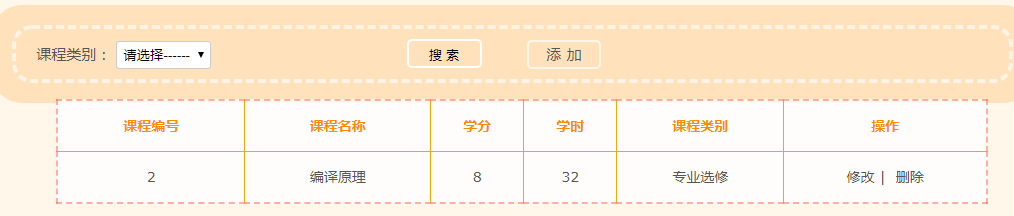 课程类别： 请选择------ 搜 索 添 加
课程编号 课程名称 学分 学时 课程类别 操作
2 编译原理 8 32 专业选修 修改 | 删除